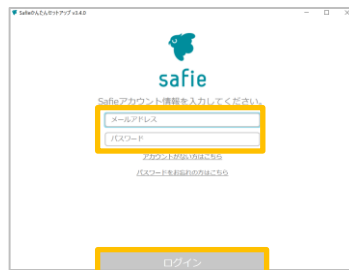 Safieかんたんセットアップ v1.4.0
safie
Safieアカウント情報を入力してください。
メールアドレス
パスワード
アカウントがない方はこちら
パスワードをお忘れの方はこちら
ログイン